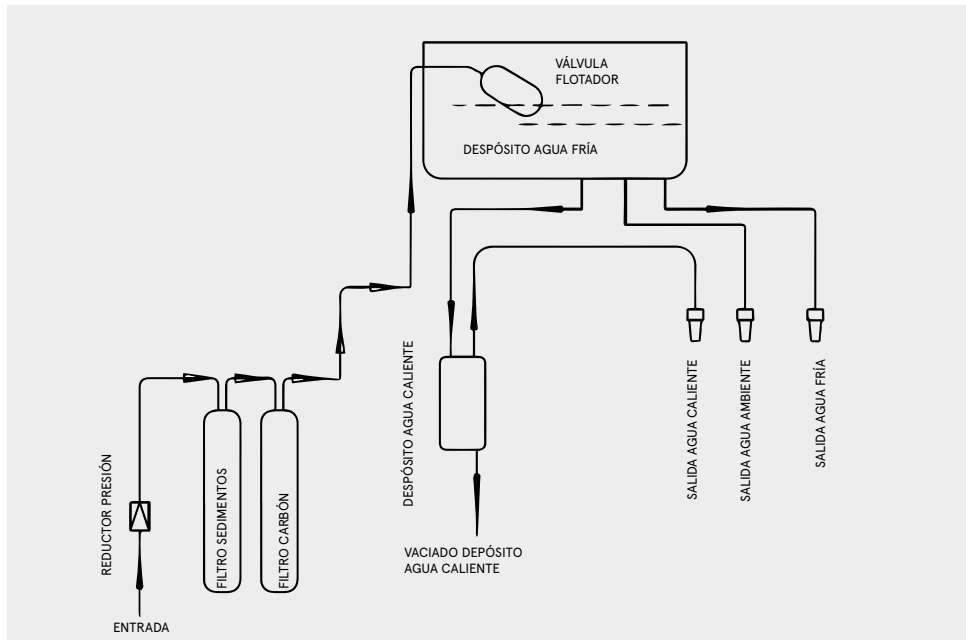 VÁLVULA
FLOTADOR
DESPÓSITO AGUA FRÍA
DESPÓSITO AGUA CALIENTE
SALIDA AGUA CALIENTE
SALIDA AGUA AMBIENTE
SALIDA AGUA FRÍA
REDUCTOR PRESIÓN
FILTRO SEDIMENTOS
FILTRO CARBÓN
VACIADO DEPÓSITO
AGUA CALIENTE
ENTRADA